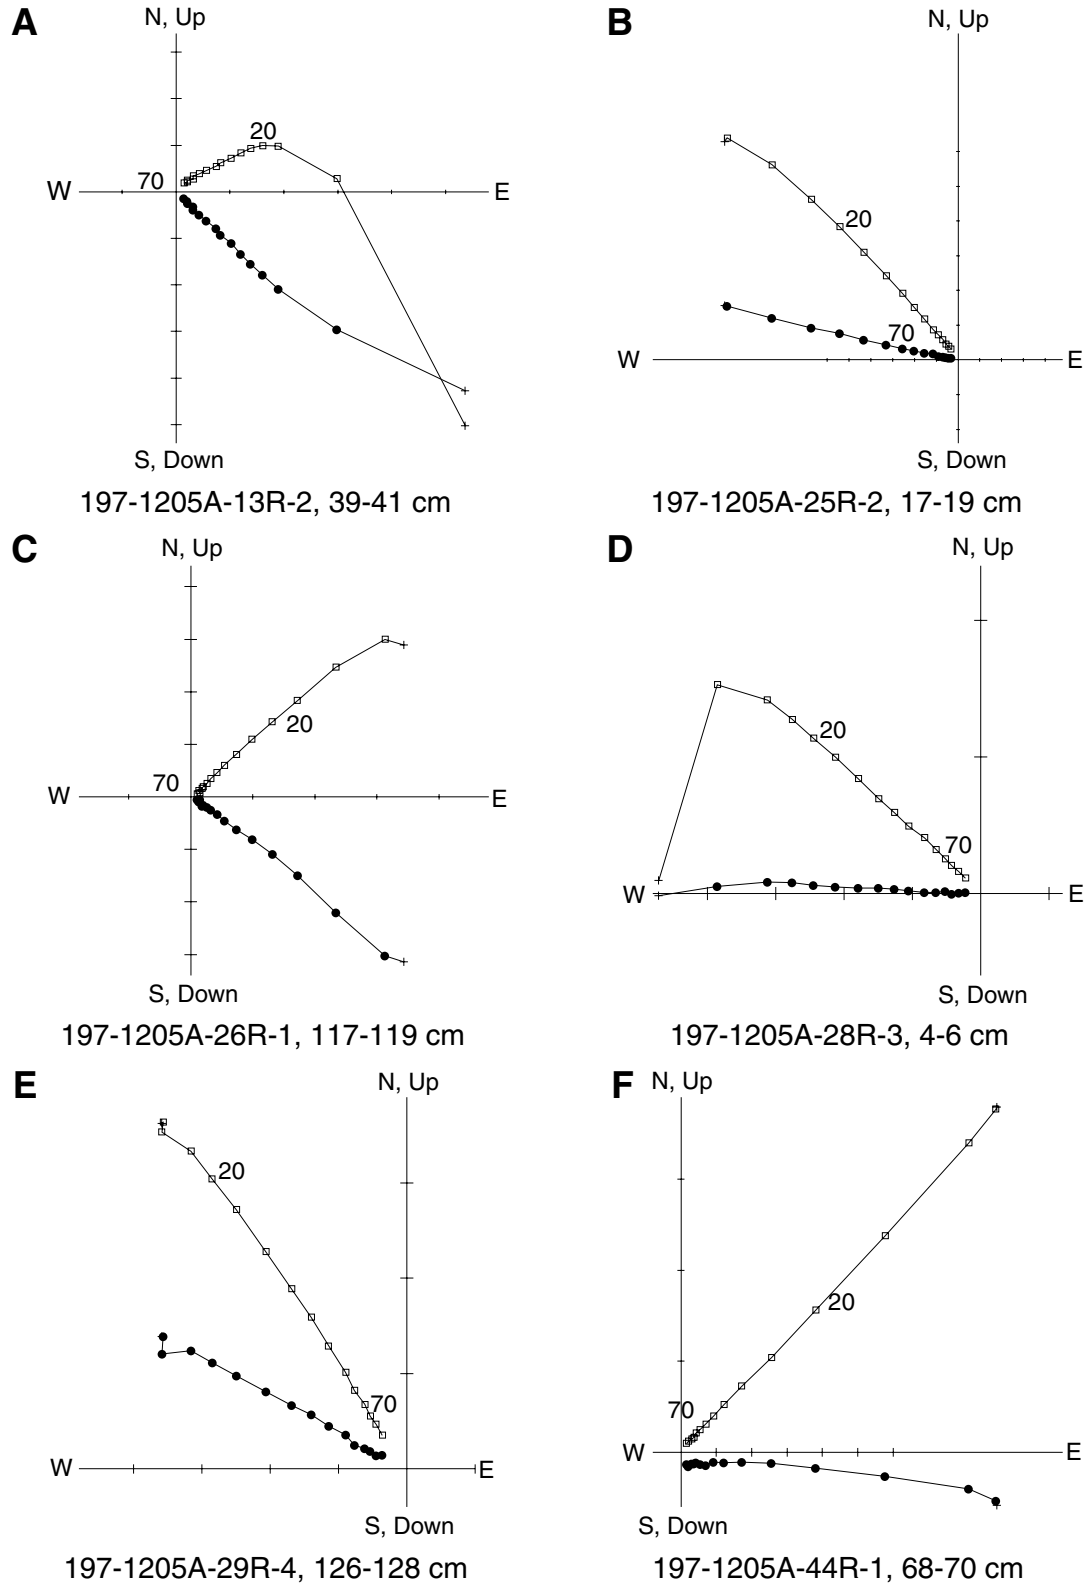 A
N, Up
20
70
W
E
S, Down
197-1205A-13R-2, 39-41 cm
B
N, Up
20
70
W
E
S, Down
197-1205A-25R-2, 17-19 cm
C
N, Up
20
70
W
E
S, Down
197-1205A-26R-1, 117-119 cm
D
N, Up
20
70
W
E
S, Down
197-1205A-28R-3, 4-6 cm
E
N, Up
20
70
W
E
S, Down
197-1205A-29R-4, 126-128 cm
F
N, Up
20
70
W
E
S, Down
197-1205A-44R-1, 68-70 cm